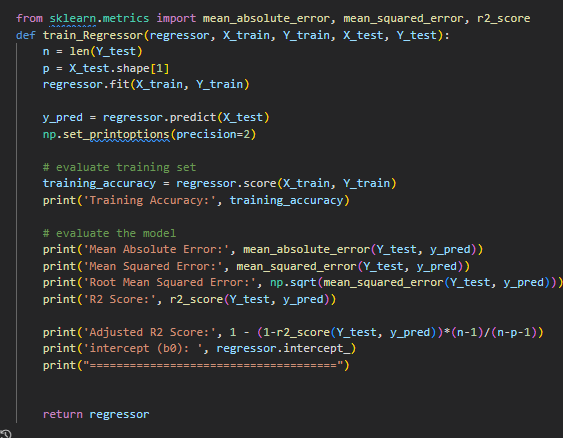 from sklearn.metrics import mean_absolute_error, mean_squared_error, r2_score
def train_Regressor(regressor, X_train, Y_train, X_test, Y_test):
    n = len(Y_test)
    p = X_test.shape[1]
    regressor.fit(X_train, Y_train)

    y_pred = regressor.predict(X_test)
    np.set_printoptions(precision=2)

    # evaluate training set
    training_accuracy = regressor.score(X_train, Y_train)
    print('Training Accuracy:', training_accuracy)

    # evaluate the model
    print('Mean Absolute Error:', mean_absolute_error(Y_test, y_pred))
    print('Mean Squared Error:', mean_squared_error(Y_test, y_pred))
    print('Root Mean Squared Error:', np.sqrt(mean_squared_error(Y_test, y_pred)))
    print('R2 Score:', r2_score(Y_test, y_pred))

    print('Adjusted R2 Score:', 1 - (1-r2_score(Y_test, y_pred))*(n-1)/(n-p-1))
    print('intercept (b0): ', regressor.intercept_)
    print("=====================================")

    return regressor